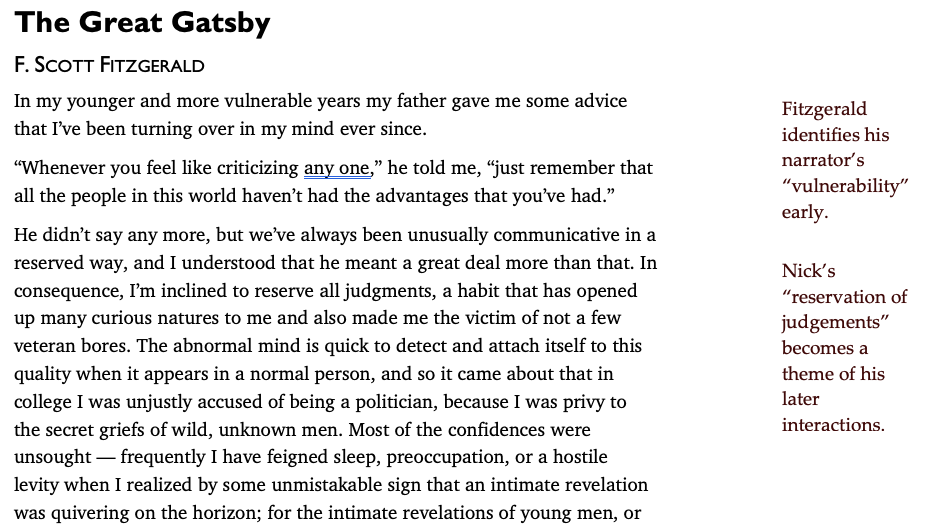 The Great Gatsby
F. SCOTT FITZGERALD
In my younger and more vulnerable years my father gave me some advice
that I’ve been turning over in my mind ever since.
“Whenever you feel like criticizing any one,” he told me, “just remember that
all the people in this world haven’t had the advantages that you’ve had.”
He didn’t say any more, but we’ve always been unusually communicative in a
reserved way, and I understood that he meant a great deal more than that. In
consequence, I’m inclined to reserve all judgments, a habit that has opened
up many curious natures to me and also made me the victim of not a few
veteran bores. The abnormal mind is quick to detect and attach itself to this
quality when it appears in a normal person, and so it came about that in
college I was unjustly accused of being a politician, because I was privy to
the secret griefs of wild, unknown men. Most of the confidences were
unsought — frequently I have feigned sleep, preoccupation, or a hostile
levity when I realized by some unmistakable sign that an intimate revelation
was quivering on the horizon; for the intimate revelations of young men, or
Fitzgerald
identifies his
narrator’s
“vulnerability”
early.
Nick’s
“reservation of
judgements”
becomes a
theme of his
later
interactions.